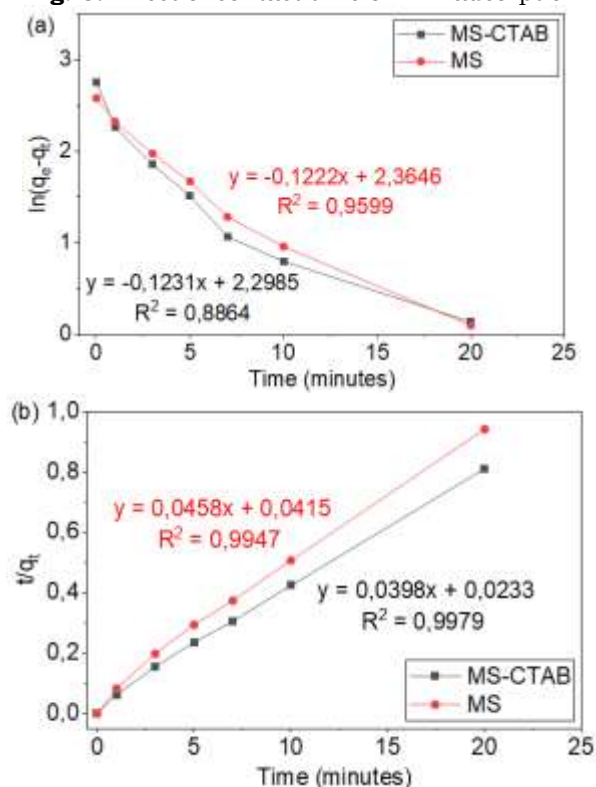 (a)
MS-CTAB
MS
3
2
1
0
ln(qe-qt)
y = -0,1222x + 2,3646
R2 = 0,9599
y = -0,1231x + 2,2985
R2 = 0,8864
0 5 10 15 20 25
Time (minutes)
(b)
1,0
0,8
0,6
0,4
0,2
0,0
t/qt
y = 0,0458x + 0,0415
R2 = 0,9947
y = 0,0398x + 0,0233
R2 = 0,9979
MS-CTAB
MS
0 5 10 15 20 25
Time (minutes)